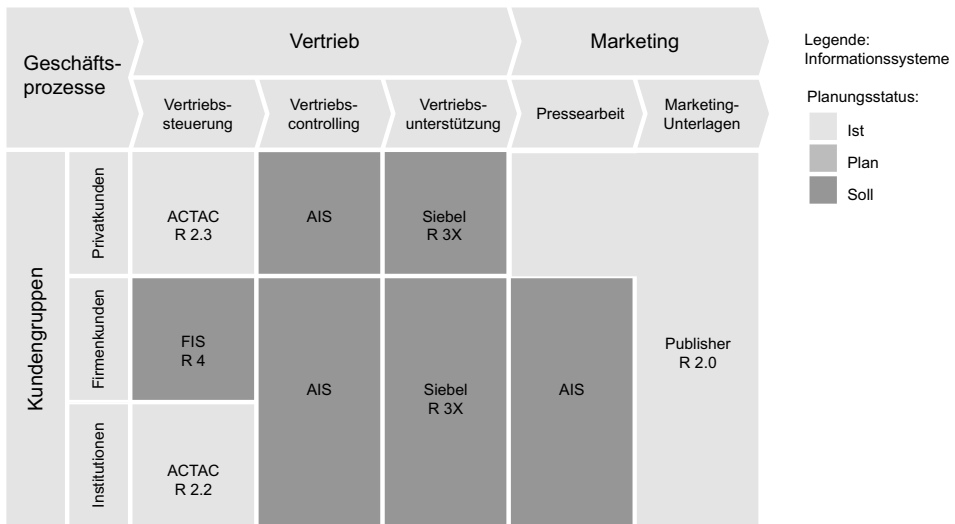 Geschäfts-
prozesse
Vertrieb
Marketing
Vertriebs-
steuerung
Vertriebs-
controlling
Vertriebs-
unterstützung
Pressearbeit
Marketing-
Unterlagen
Legende:
Informationssysteme
Planungsstatus:
Ist
Plan
Soll
Kundengruppen
Privatkunden
ACTAC
R 2.3
AIS
Siebel
R 3X
Firmenkunden
FIS
R 4
AIS
Siebel
R 3X
AIS
Publisher
R 2.0
Institutionen
ACTAC
R 2.2